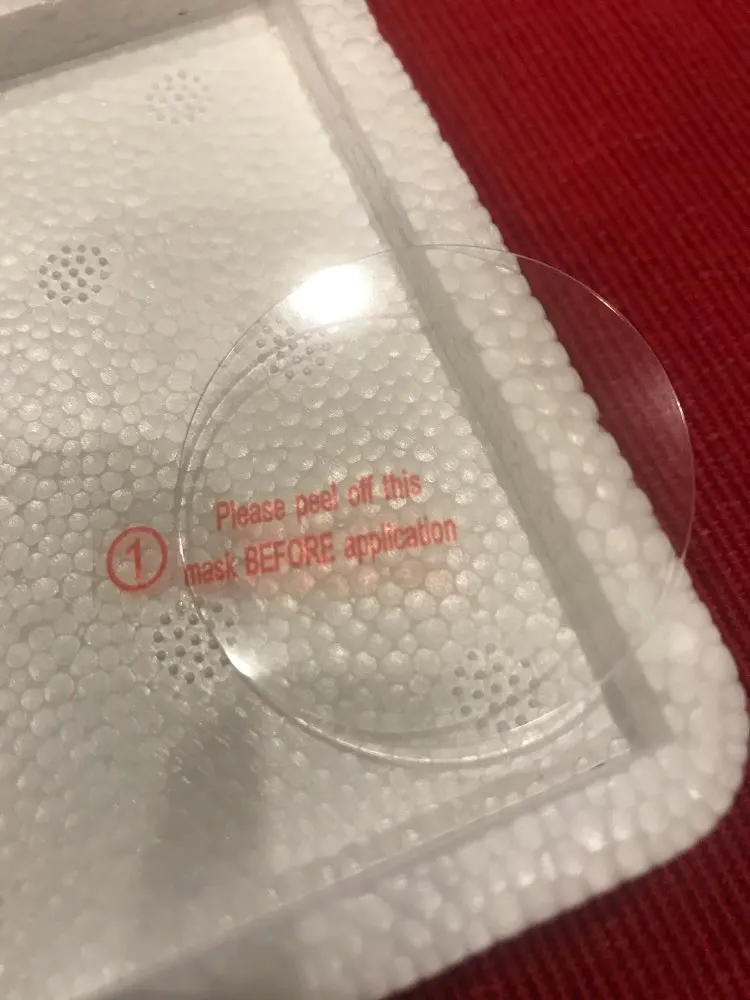 Please peel off this
1 mask BEFORE application